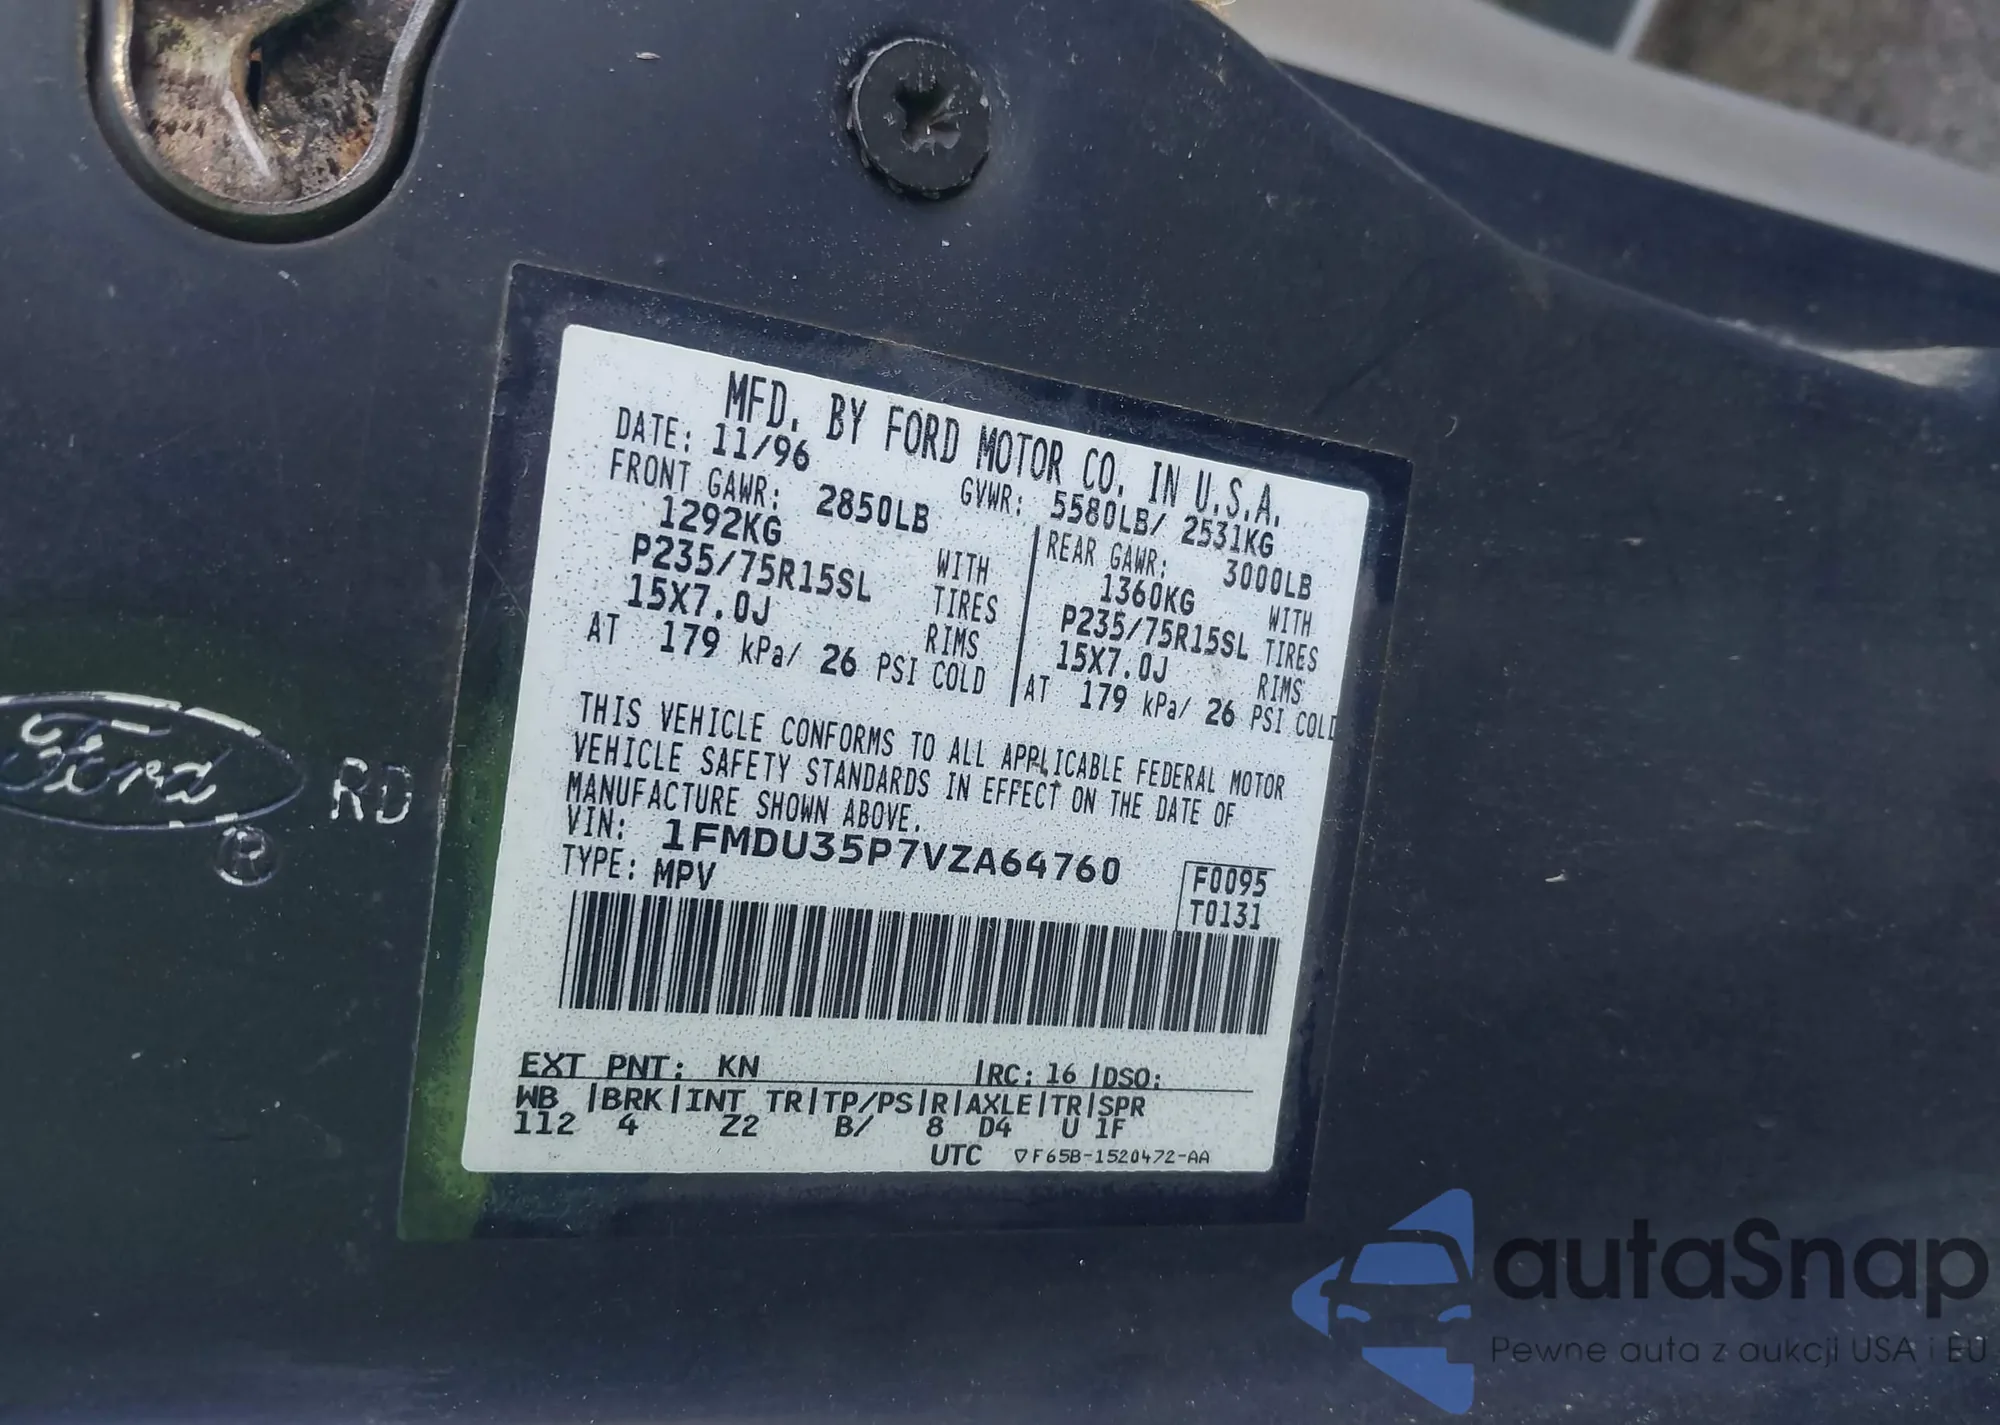 MFD. BY FORD MOTOR CO. IN U.S.A.
DATE: 11/96 GVWR: 5580LB/ 2531KG
FRONT GAWR: 2850LB REAR GAWR: 3000LB
1292KG WITH 1360KG WITH
P235/75R15SL TIRES P235/75R15SL TIRES
15X7.0J RIMS 15X7.0J RIMS
AT 179 kPa/ 26 PSI COLD AT 179 kPa/ 26 PSI COLD
THIS VEHICLE CONFORMS TO ALL APPLICABLE FEDERAL MOTOR
VEHICLE SAFETY STANDARDS IN EFFECT ON THE DATE OF
MANUFACTURE SHOWN ABOVE.
VIN: 1FMDU35P7VZA64760 F0095
TYPE: MPV T0131
Ford ® RD
EXT PNT: KN |RC: 16 |DSO:
WB |BRK|INT TR|TP/PS|R|AXLE|TR|SPR
112 4 Z2 B/ 8 D4 U 1F
UTC ▽F65B-1520472-AA
autaSnap
Pewne auta z aukcji USA i EU